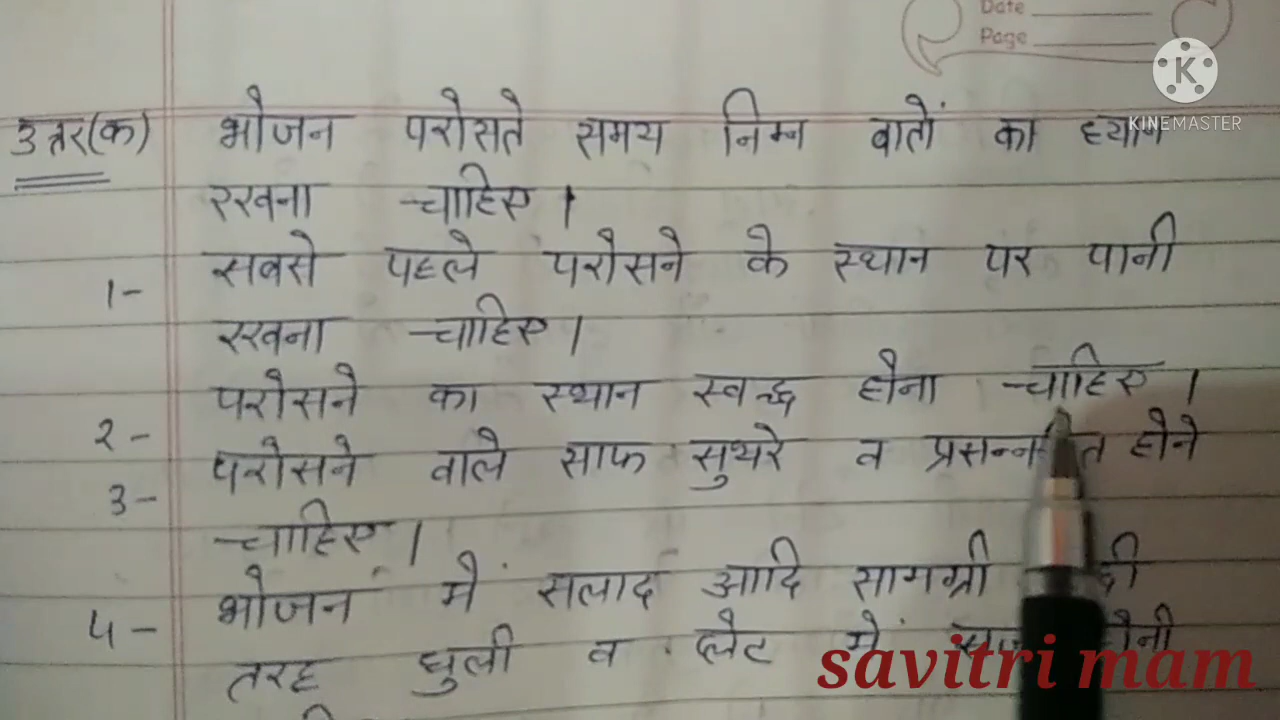 Date
Page
KINEMASTER
उत्तर(क) भोजन परोसते समय निम्न बातों का ध्यान
रखना चाहिए।
1- सबसे पहले परोसने के स्थान पर पानी
रखना चाहिए।
2- परोसने का स्थान स्वच्छ होना चाहिए।
3- परोसने वाले साफ सुथरे व होने
चाहिए।
4- भोजन में सलाद आदि सामग्री
तरह धुली व प्लेट में
savitri mam